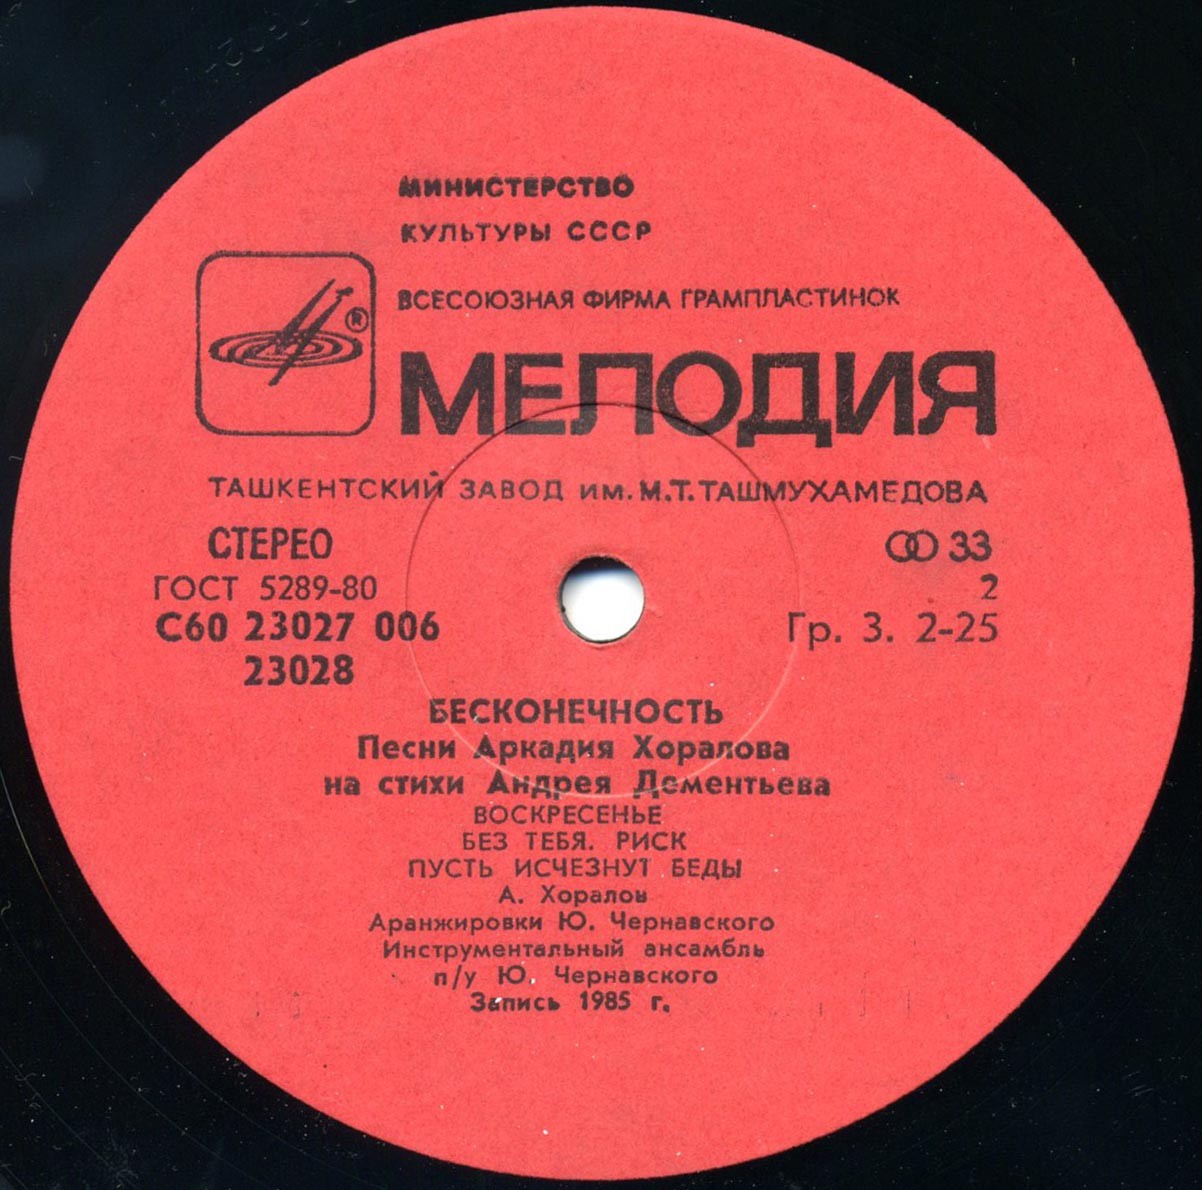 МИНИСТЕРСТВО
КУЛЬТУРЫ СССР
ВСЕСОЮЗНАЯ ФИРМА ГРАМПЛАСТИНОК
®
МЕЛОДИЯ
ТАШКЕНТСКИЙ ЗАВОД ИМ. М.Т. ТАШМУХАМЕДОВА
СТЕРЕО 33
ГОСТ 5289-80 2
С60 23027 006 Гр. 3. 2-25
23028
БЕСКОНЕЧНОСТЬ
Песни Аркадия Хоралова
на стихи Андрея Дементьева
ВОСКРЕСЕНЬЕ
БЕЗ ТЕБЯ. РИСК
ПУСТЬ ИСЧЕЗНУТ БЕДЫ
А. Хоралов
Аранжировки Ю. Чернавского
Инструментальный ансамбль
п/у Ю. Чернавского
Запись 1985 г.